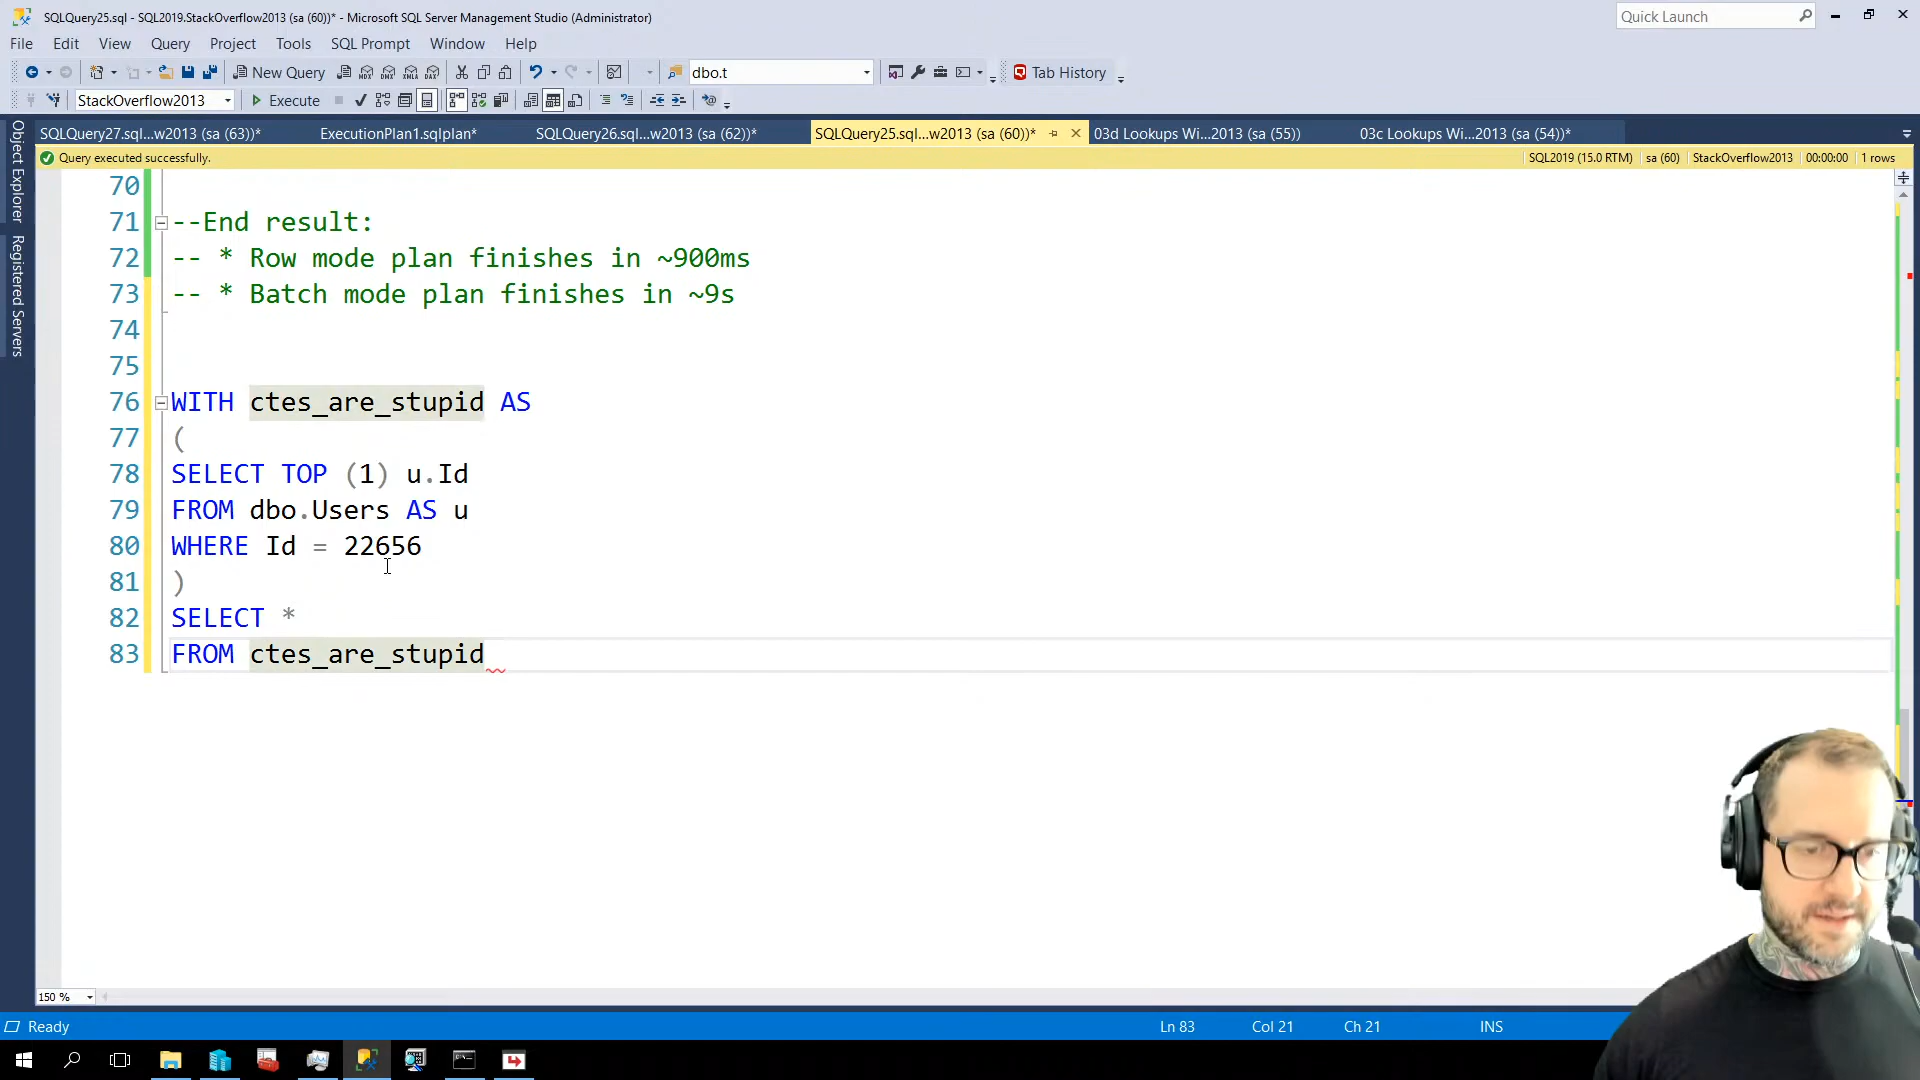 SQLQuery25.sql - SQL2019.StackOverflow2013 (sa (60))* - Microsoft SQL Server Management Studio (Administrator)
Quick Launch
File Edit View Query Project Tools SQL Prompt Window Help
New Query
dbo.t
Tab History
StackOverflow2013
Execute
SQLQuery27.sql...w2013 (sa (63))*
ExecutionPlan1.sqlplan*
SQLQuery26.sql...w2013 (sa (62))*
SQLQuery25.sql...w2013 (sa (60))*
03d Lookups Wi...2013 (sa (55))
03c Lookups Wi...2013 (sa (54))*
Object Explorer
Registered Servers
Query executed successfully.
SQL2019 (15.0 RTM) sa (60) StackOverflow2013 00:00:00 1 rows
70
71 --End result:
72 -- * Row mode plan finishes in ~900ms
73 -- * Batch mode plan finishes in ~9s
74
75
76 WITH ctes_are_stupid AS
77 (
78 SELECT TOP (1) u.Id
79 FROM dbo.Users AS u
80 WHERE Id = 22656
81 )
82 SELECT *
83 FROM ctes_are_stupid
150 %
Ready
Ln 83
Col 21
Ch 21
INS